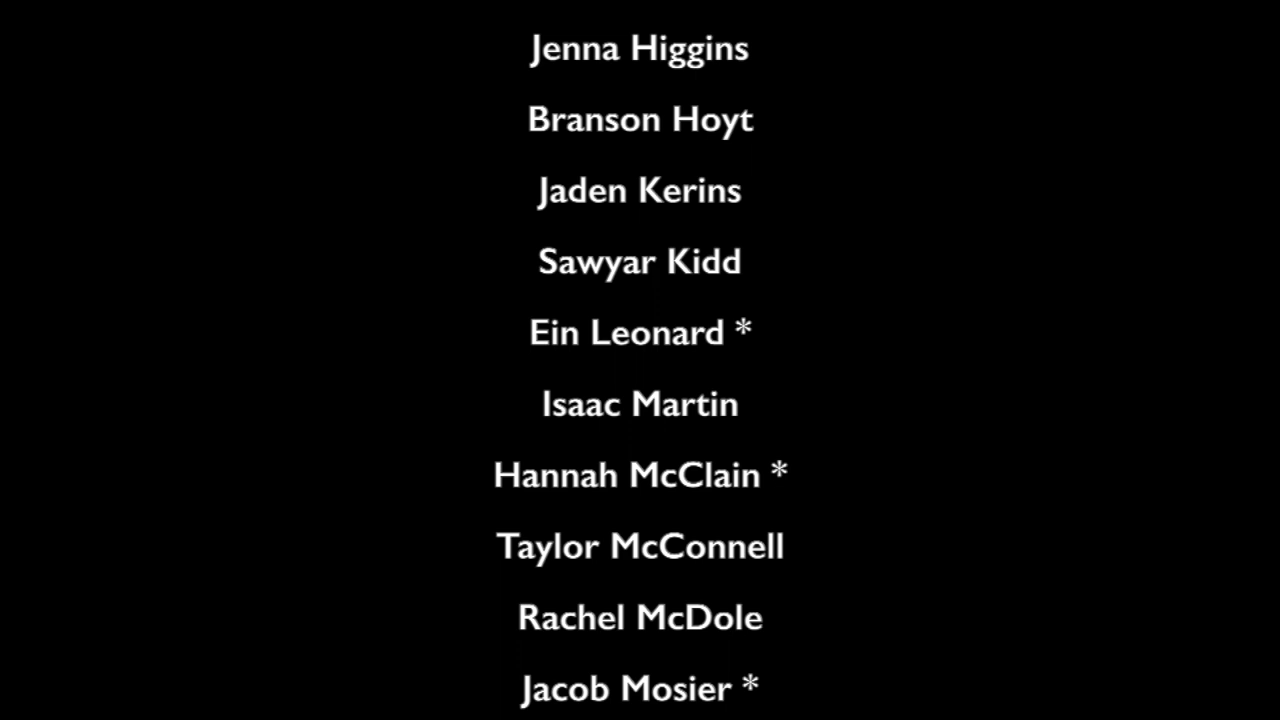 Jenna Higgins
Branson Hoyt
Jaden Kerins
Sawyar Kidd
Ein Leonard *
Isaac Martin
Hannah McClain *
Taylor McConnell
Rachel McDole
Jacob Mosier *